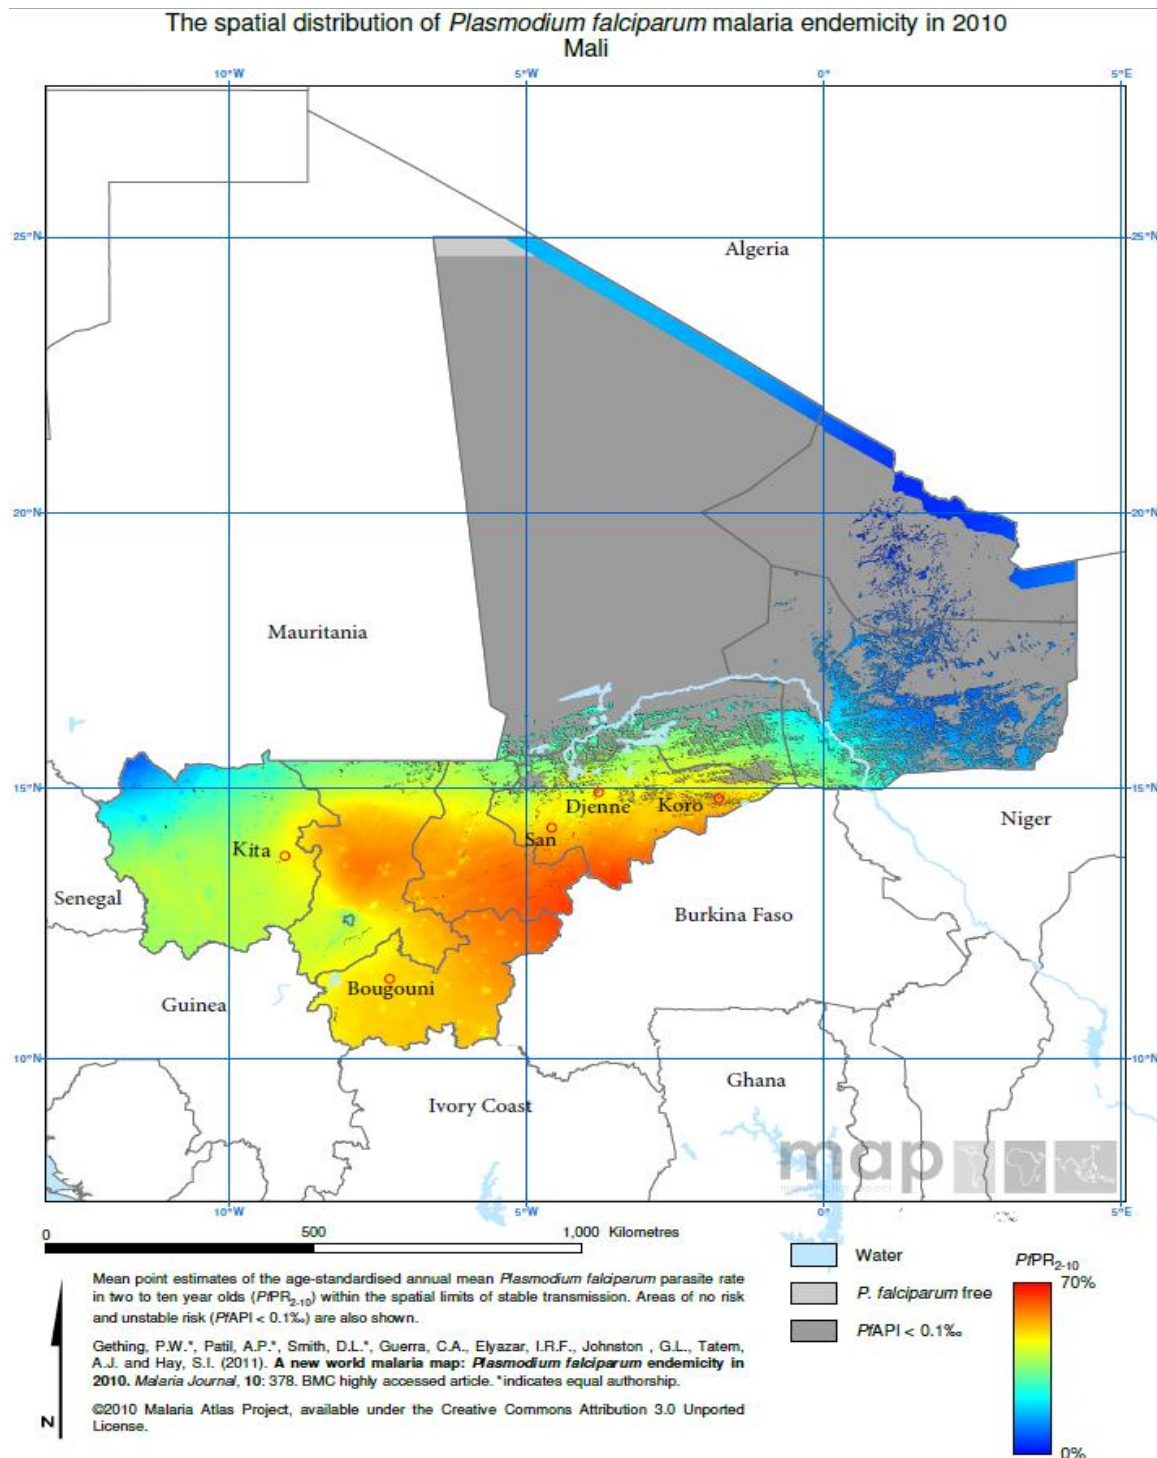 The spatial distribution of Plasmodium falciparum malaria endemicity in 2010
Mali
10°W
5°W
0°
5°E
25°N
25°N
Algeria
20°N
20°N
Mauritania
15°N
15°N
Djenne
Koro
Niger
San
Kita
Senegal
Burkina Faso
Bougouni
Guinea
10°N
10°N
Ghana
Ivory Coast
map
10°W
5°W
0°
5°E
0
500
1,000 Kilometres
Water
P. falciparum free
PfAPI < 0.1‰
PfPR2-10
70%
0%
Mean point estimates of the age-standardised annual mean Plasmodium falciparum parasite rate
in two to ten year olds (PfPR2-10) within the spatial limits of stable transmission. Areas of no risk
and unstable risk (PfAPI < 0.1‰) are also shown.
Gething, P.W.*, Patil, A.P.*, Smith, D.L.*, Guerra, C.A., Elyazar, I.R.F., Johnston , G.L., Tatem,
A.J. and Hay, S.I. (2011). A new world malaria map: Plasmodium falciparum endemicity in
2010. Malaria Journal, 10: 378. BMC highly accessed article. *indicates equal authorship.
©2010 Malaria Atlas Project, available under the Creative Commons Attribution 3.0 Unported
License.
N